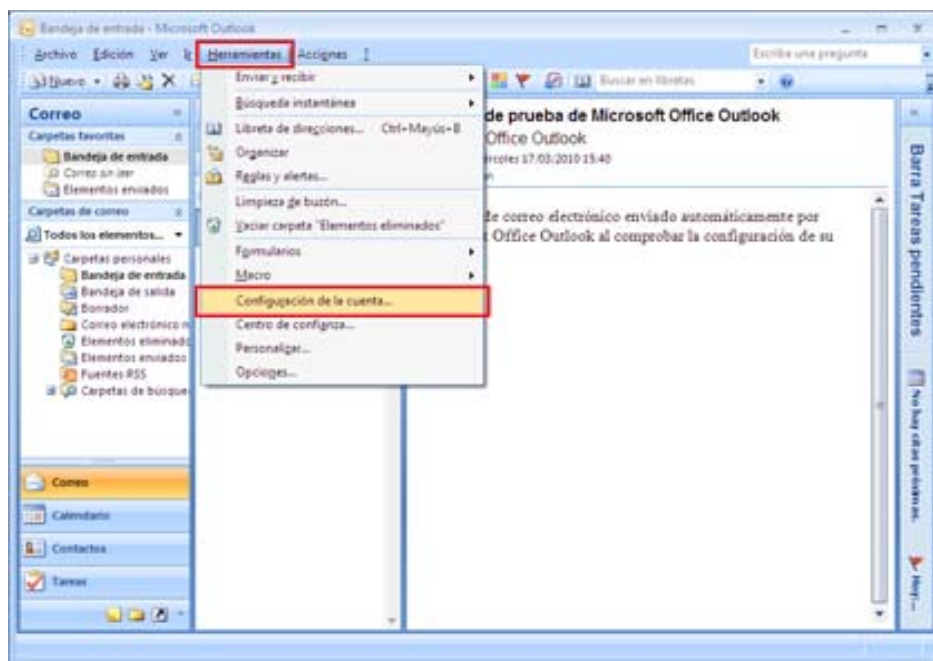 Bandeja de entrada - Microsoft Outlook
Archivo Edición Ver Ir Herramientas Acciones ?
Escriba una pregunta
Nuevo
Buscar en libretas
Correo
Carpetas favoritas
Bandeja de entrada
Correo sin leer
Elementos enviados
Carpetas de correo
Todos los elementos...
Carpetas personales
Bandeja de entrada
Bandeja de salida
Borrador
Correo electrónico n
Elementos eliminado
Elementos enviados
Fuentes RSS
Carpetas de búsque
Correo
Calendario
Contactos
Tareas
Enviar y recibir
Búsqueda instantánea
Libreta de direcciones... Ctrl+Mayús+B
Organizar
Reglas y alertas...
Limpieza de buzón...
Vaciar carpeta "Elementos eliminados"
Formularios
Macro
Configuración de la cuenta...
Centro de confianza...
Personalizar...
Opciones...
de prueba de Microsoft Office Outlook
Office Outlook
17/03/2010 15:40
de correo electrónico enviado automáticamente por
t Office Outlook al comprobar la configuración de su
Barra Tareas pendientes
No hay citas próximas.
Hoy:...